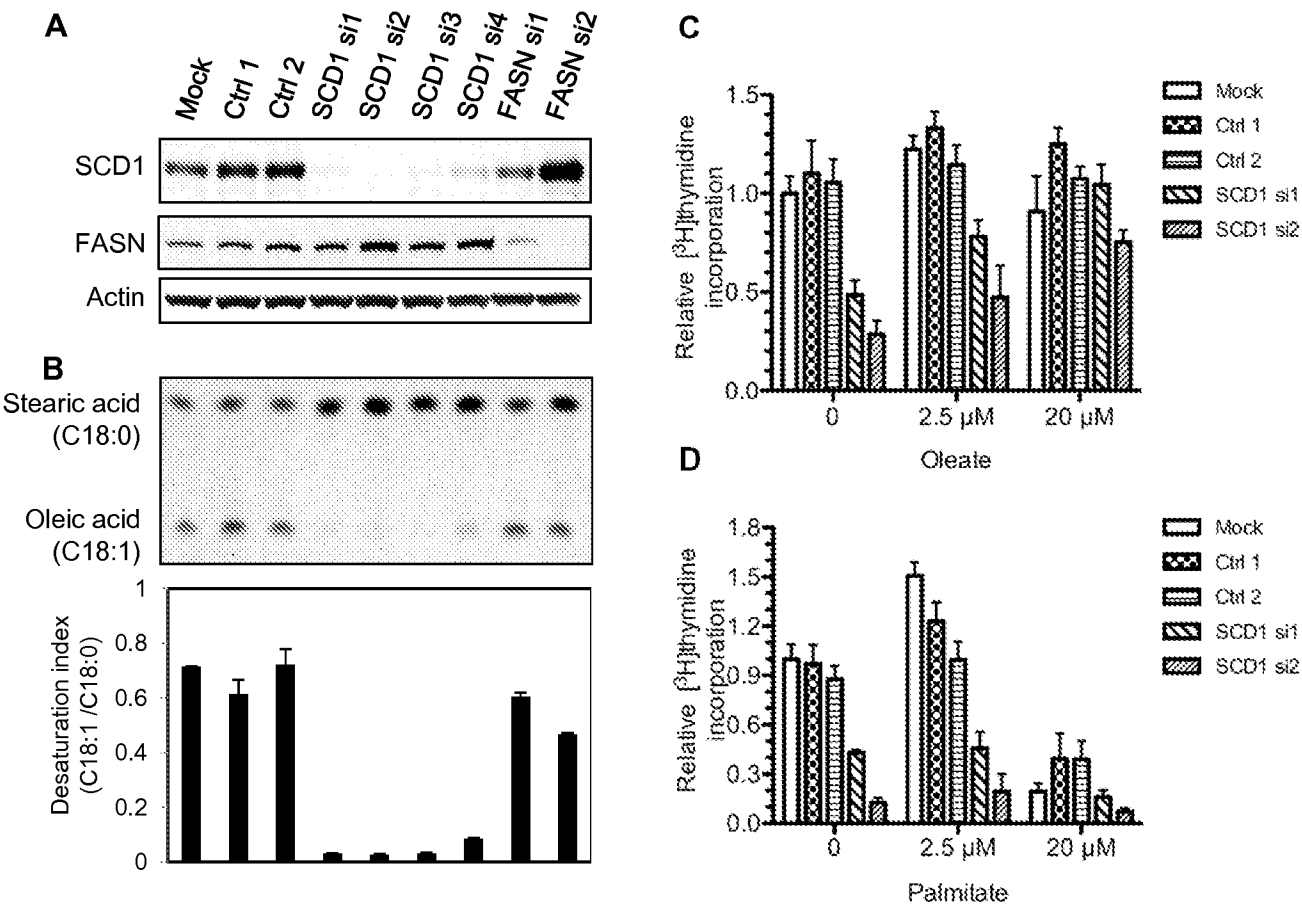 A
Mock
Ctrl 1
Ctrl 2
SCD1 si1
SCD1 si2
SCD1 si3
SCD1 si4
FASN si1
FASN si2
SCD1
FASN
Actin
B
Stearic acid
(C18:0)
Oleic acid
(C18:1)
Desaturation index
(C18:1 /C18:0)
1
0.8
0.6
0.4
0.2
0
C
Relative [³H]thymidine
incorporation
1.5
1.0
0.5
0.0
0
2.5 µM
20 µM
Oleate
Mock
Ctrl 1
Ctrl 2
SCD1 si1
SCD1 si2
D
Relative [³H]thymidine
incorporation
1.8
1.5
1.2
0.9
0.6
0.3
0.0
0
2.5 µM
20 µM
Palmitate
Mock
Ctrl 1
Ctrl 2
SCD1 si1
SCD1 si2